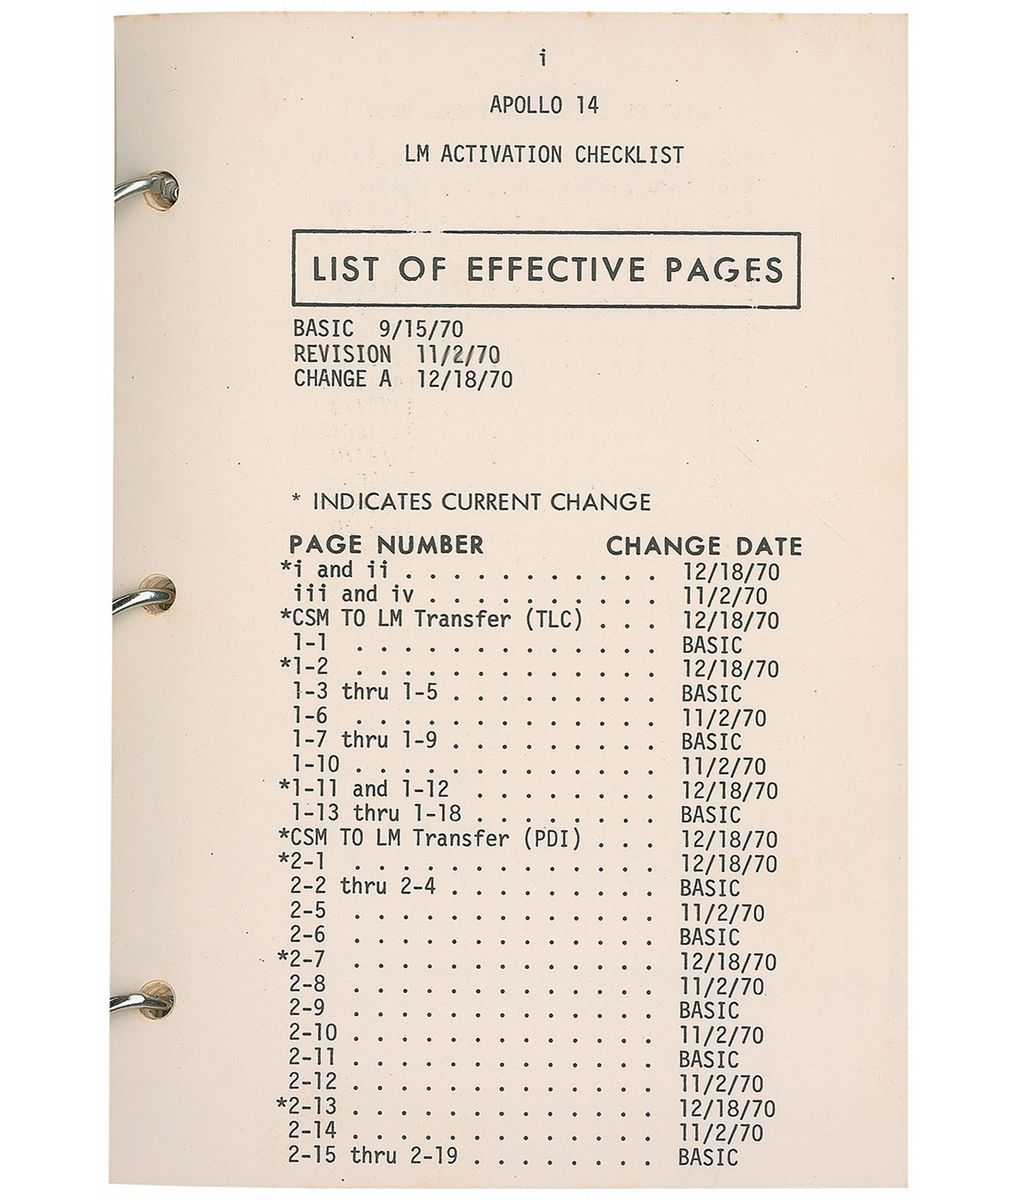 i
APOLLO 14
LM ACTIVATION CHECKLIST
LIST OF EFFECTIVE PAGES
BASIC 9/15/70
REVISION 11/2/70
CHANGE A 12/18/70
* INDICATES CURRENT CHANGE
PAGE NUMBER CHANGE DATE
*i and ii . . . . . . . . . . . 12/18/70
iii and iv . . . . . . . . . . 11/2/70
*CSM TO LM Transfer (TLC) . . . 12/18/70
1-1 . . . . . . . . . . . . . BASIC
*1-2 . . . . . . . . . . . . . 12/18/70
1-3 thru 1-5 . . . . . . . . . BASIC
1-6 . . . . . . . . . . . . . 11/2/70
1-7 thru 1-9 . . . . . . . . . BASIC
1-10 . . . . . . . . . . . . . 11/2/70
*1-11 and 1-12 . . . . . . . . 12/18/70
1-13 thru 1-18 . . . . . . . . BASIC
*CSM TO LM Transfer (PDI) . . . 12/18/70
*2-1 . . . . . . . . . . . . . 12/18/70
2-2 thru 2-4 . . . . . . . . . BASIC
2-5 . . . . . . . . . . . . . 11/2/70
2-6 . . . . . . . . . . . . . BASIC
*2-7 . . . . . . . . . . . . . 12/18/70
2-8 . . . . . . . . . . . . . 11/2/70
2-9 . . . . . . . . . . . . . BASIC
2-10 . . . . . . . . . . . . . 11/2/70
2-11 . . . . . . . . . . . . . BASIC
2-12 . . . . . . . . . . . . . 11/2/70
*2-13 . . . . . . . . . . . . . 12/18/70
2-14 . . . . . . . . . . . . . 11/2/70
2-15 thru 2-19 . . . . . . . . BASIC